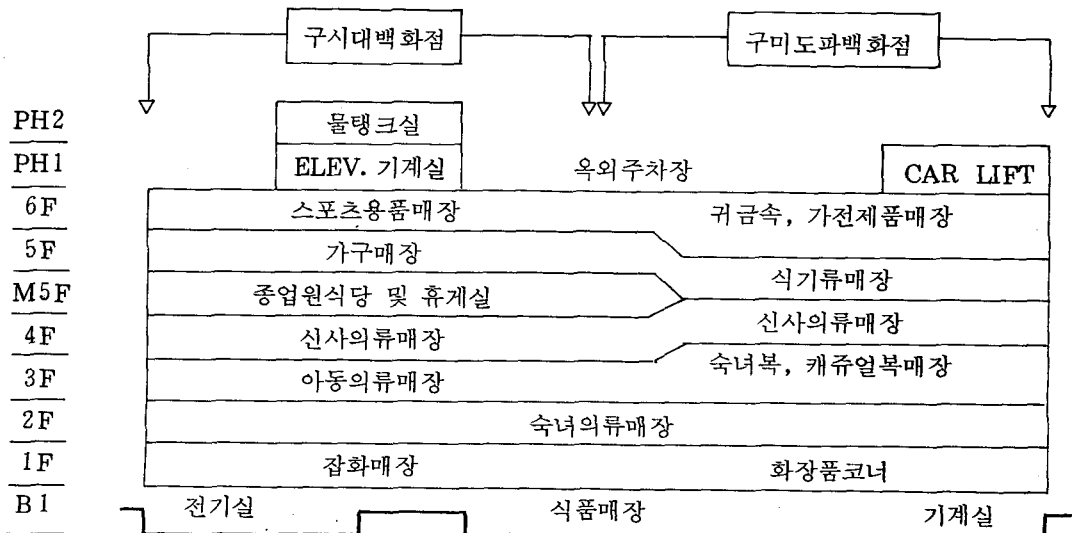 구시대백화점 구미도파백화점
PH2 물탱크실
PH1 ELEV. 기계실 옥외주차장 CAR LIFT
6F 스포츠용품매장 귀금속, 가전제품매장
5F 가구매장
식기류매장
M5F 종업원식당 및 휴게실
신사의류매장
4F 신사의류매장
숙녀복, 캐쥬얼복매장
3F 아동의류매장
2F 숙녀의류매장
1F 잡화매장 화장품코너
B1 전기실 식품매장 기계실